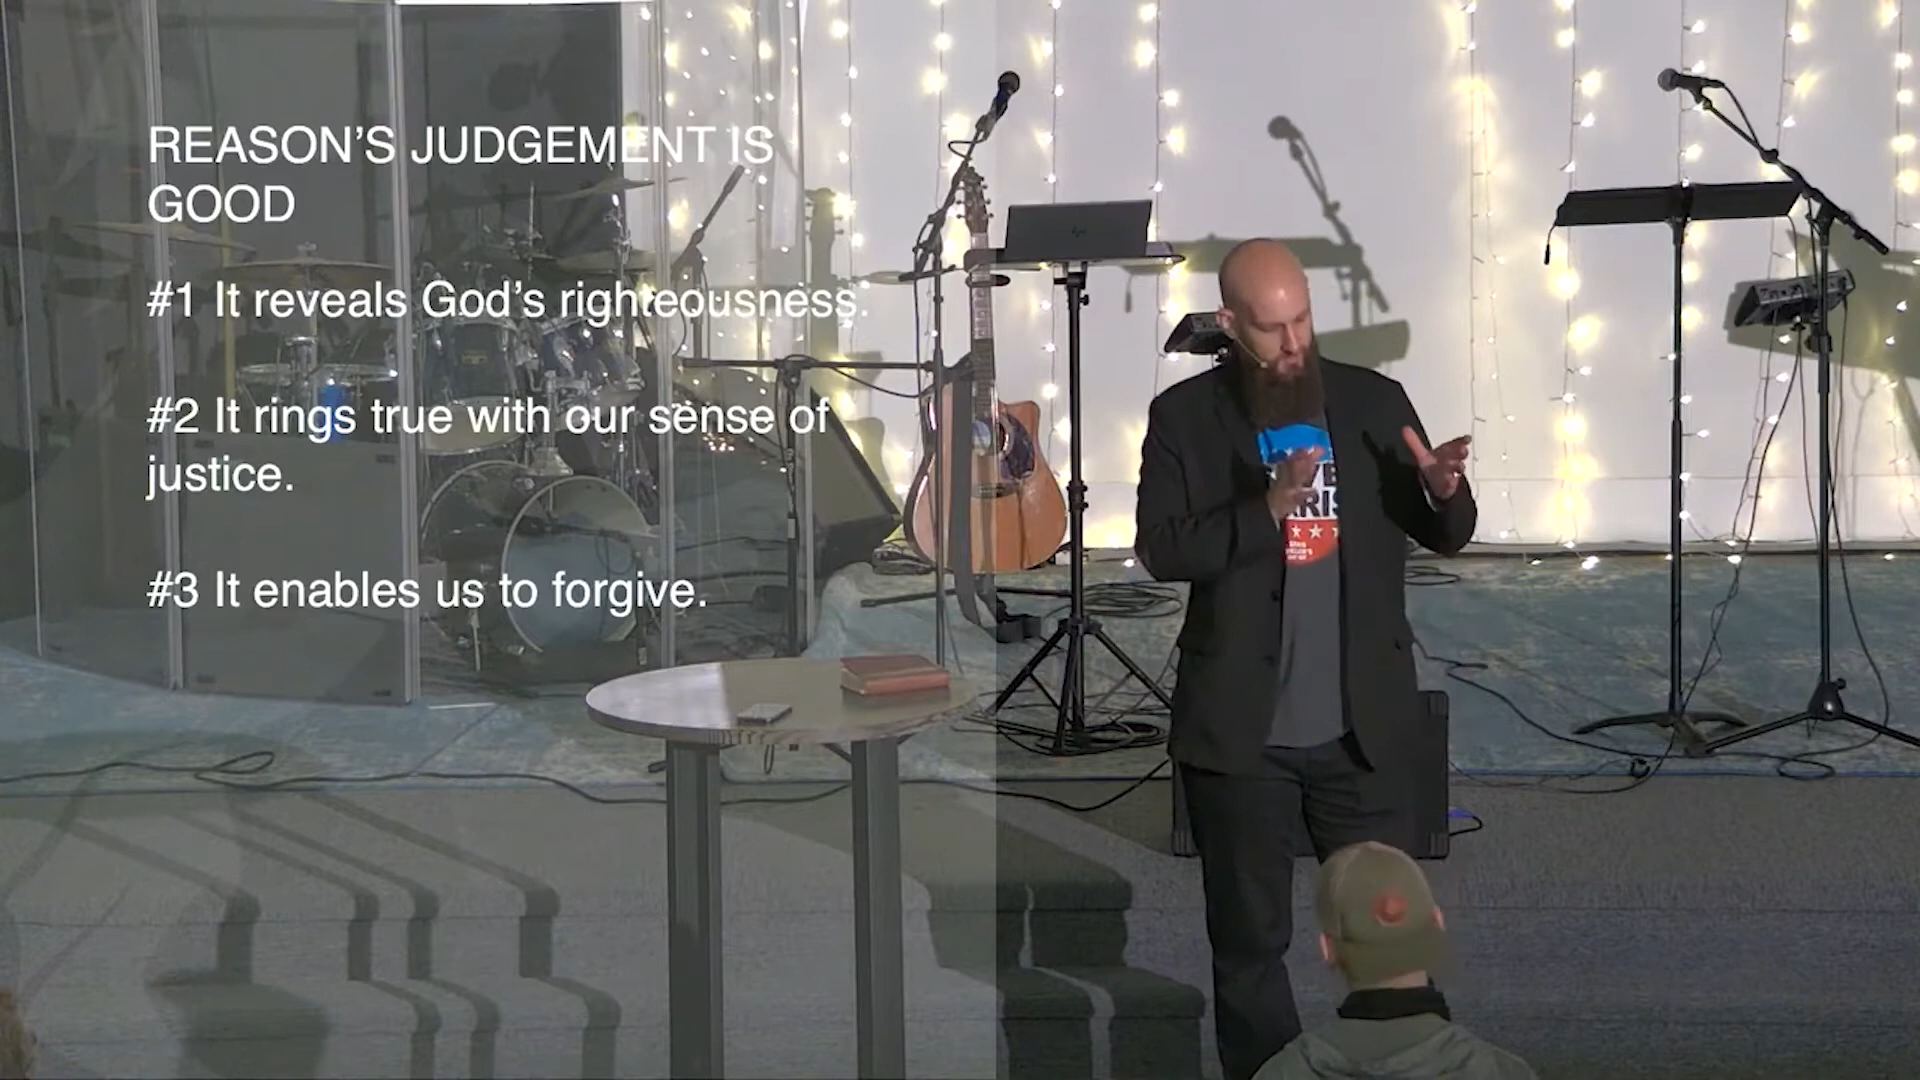 REASON’S JUDGEMENT IS
GOOD
#1 It reveals God’s righteousness.
#2 It rings true with our sense of
justice.
#3 It enables us to forgive.
hp